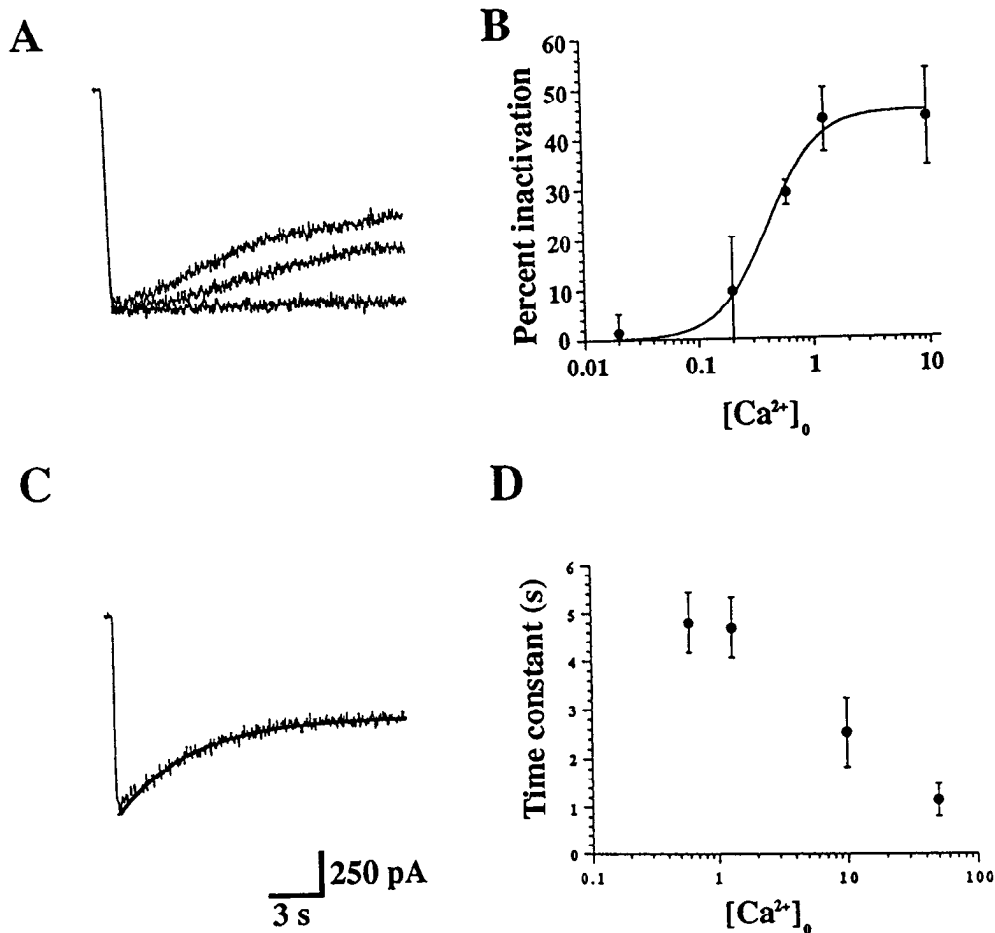 A
B
Percent inactivation
60
50
40
30
20
10
0
0.01
0.1
1
10
[Ca²⁺]₀
C
250 pA
3 s
D
Time constant (s)
6
5
4
3
2
1
0
0.1
1
10
100
[Ca²⁺]₀